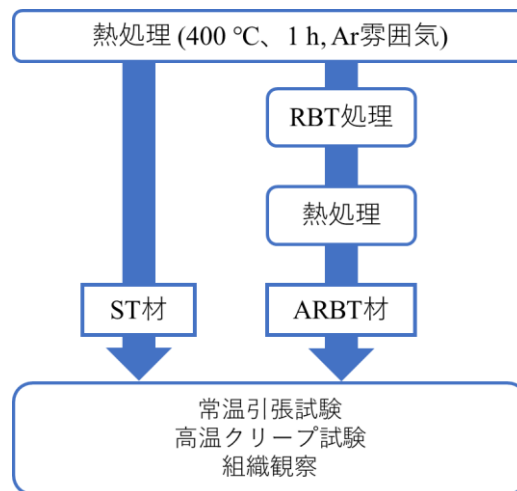 熱処理 (400 ℃、1 h, Ar雰囲気)
RBT処理
熱処理
ST材
ARBT材
常温引張試験
高温クリープ試験
組織観察